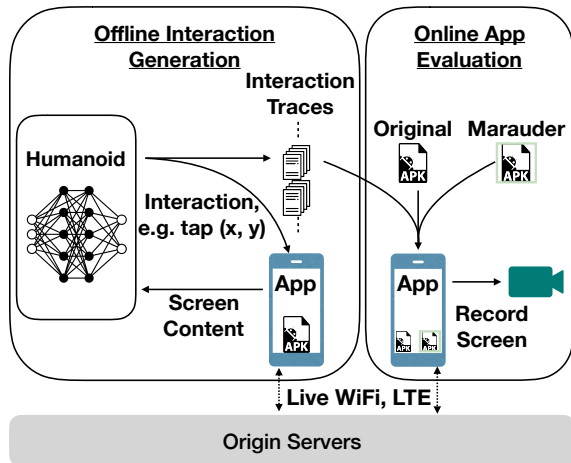 Offline Interaction
Generation
Online App
Evaluation
Interaction
Traces
Humanoid
Original
Marauder
APK
APK
Interaction,
e.g. tap (x, y)
App
App
Screen
Content
Record
Screen
APK
APK
APK
Live WiFi, LTE
Origin Servers